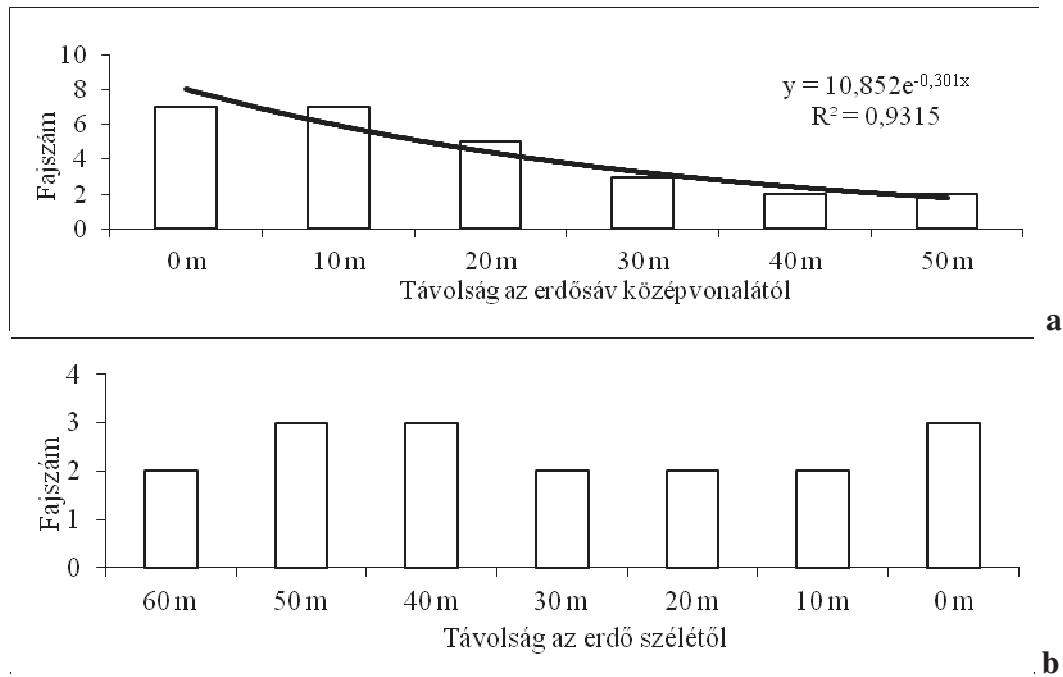 10
8
6
4
2
0
Fajszám
y = 10,852e^-0,301x
R² = 0,9315
0 m 10 m 20 m 30 m 40 m 50 m
Távolság az erdősáv középvonalától
a
4
3
2
1
0
Fajszám
60 m 50 m 40 m 30 m 20 m 10 m 0 m
Távolság az erdő szélétől
b